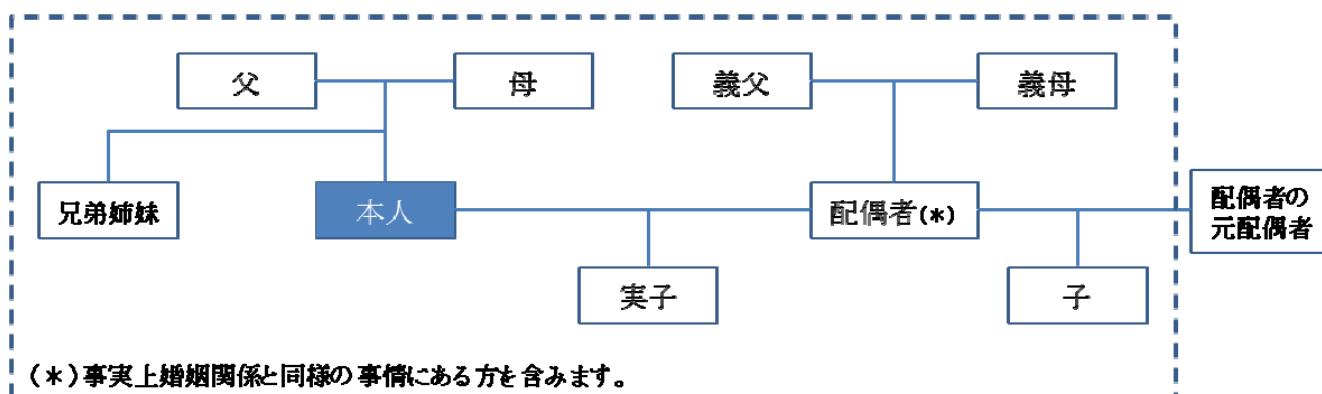 父
母
義父
義母
兄弟姉妹
本人
配偶者(*)
配偶者の
元配偶者
実子
子
(*)事実上婚姻関係と同様の事情にある方を含みます。